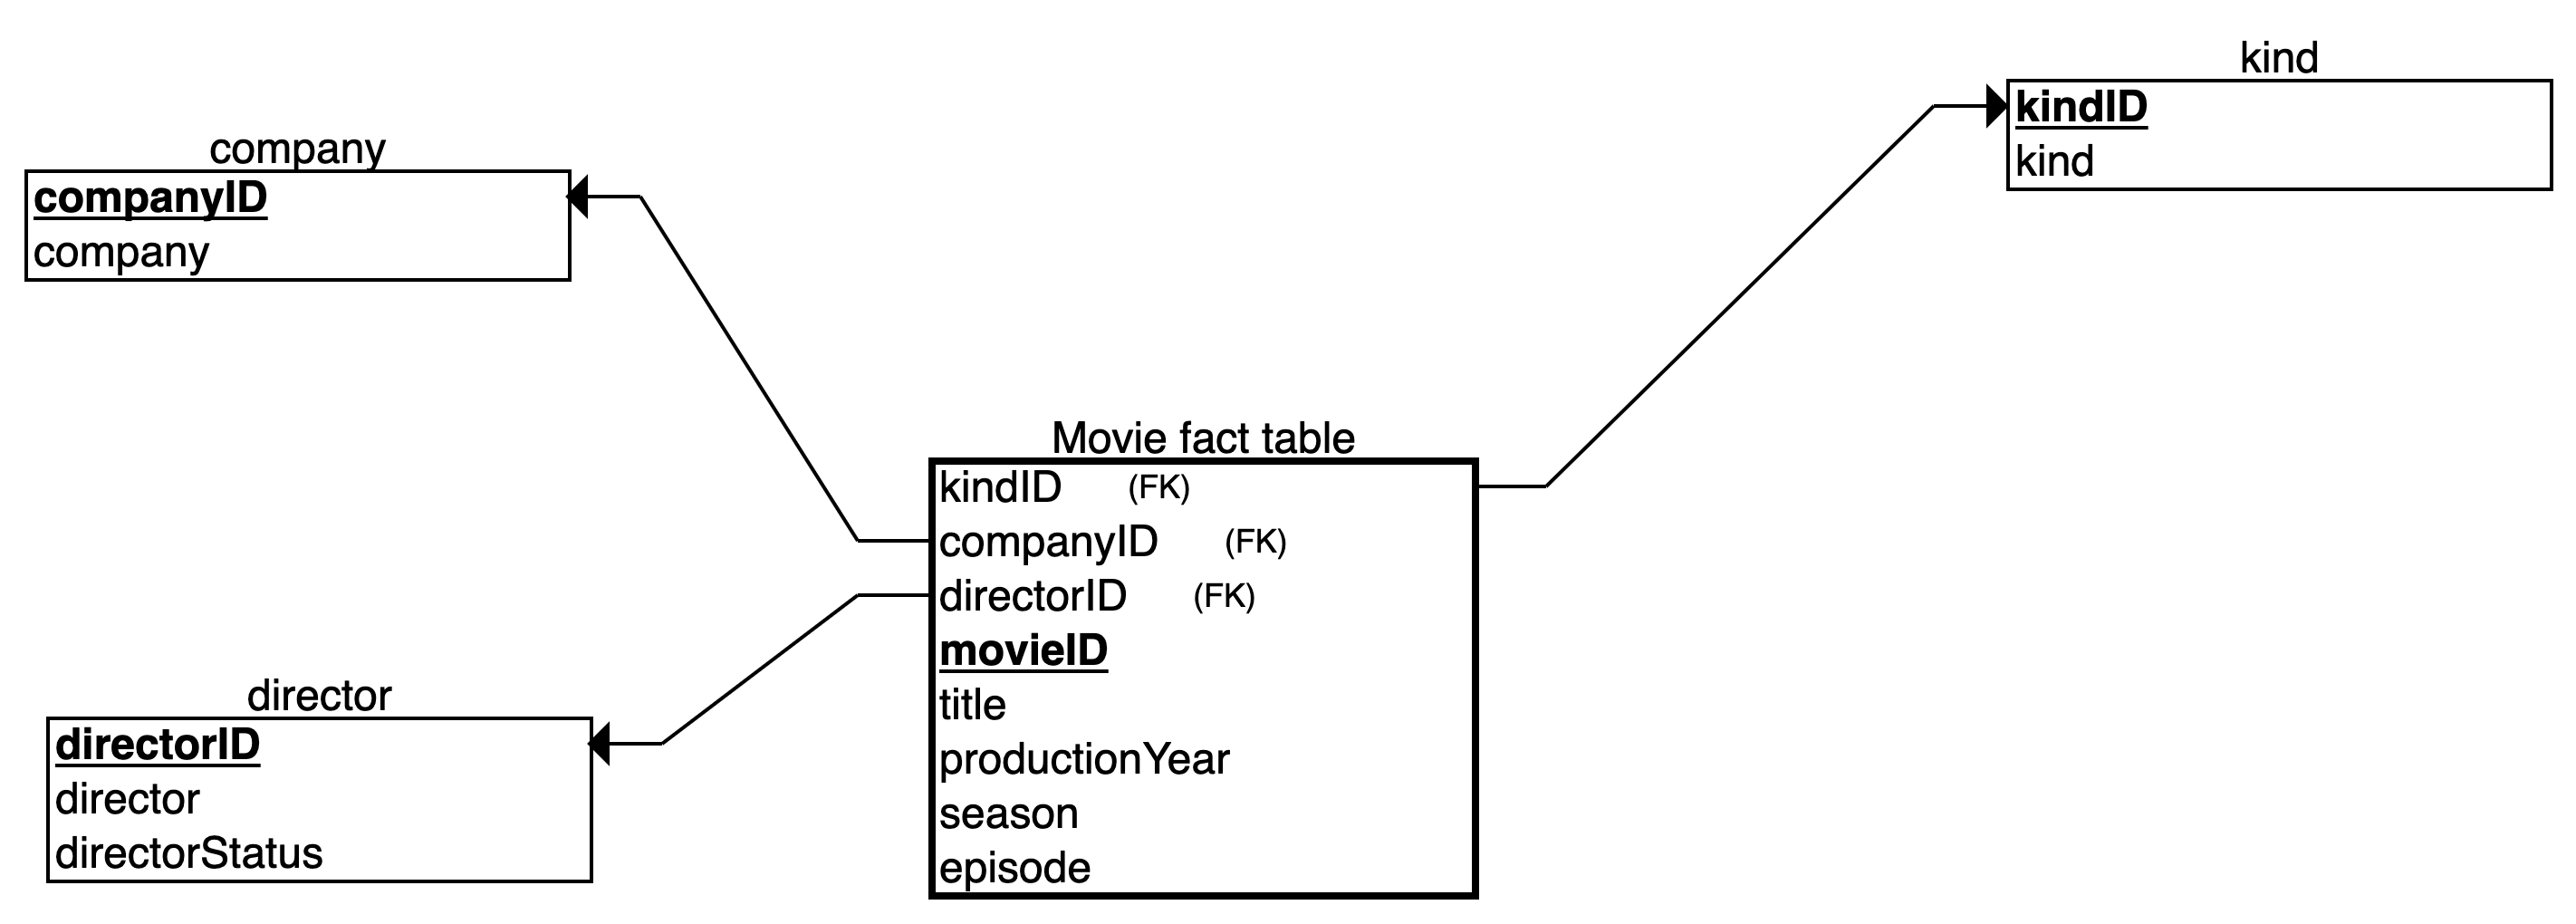 kind
kindID
kind
company
companyID
company
Movie fact table
kindID (FK)
companyID (FK)
directorID (FK)
movieID
title
productionYear
season
episode
director
directorID
director
directorStatus